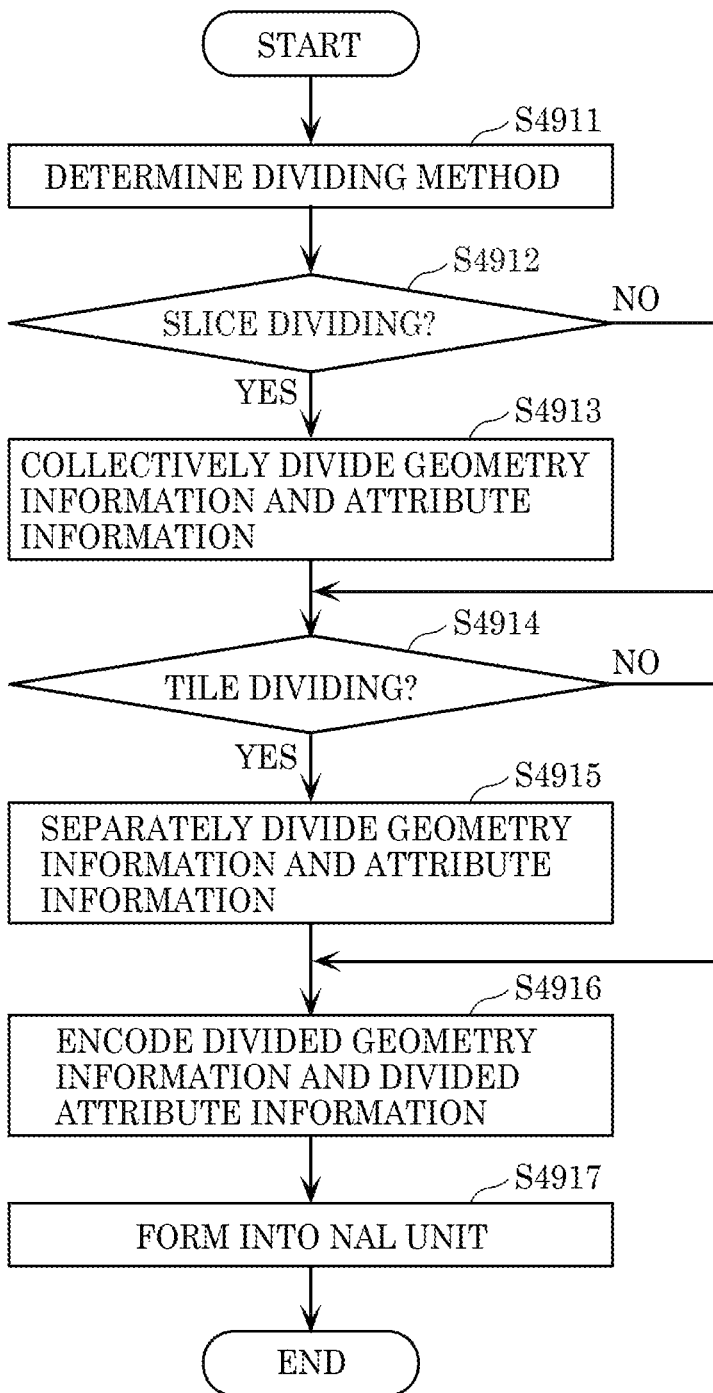 START
S4911
DETERMINE DIVIDING METHOD
S4912
SLICE DIVIDING?
NO
YES
S4913
COLLECTIVELY DIVIDE GEOMETRY
INFORMATION AND ATTRIBUTE
INFORMATION
S4914
TILE DIVIDING?
NO
YES
S4915
SEPARATELY DIVIDE GEOMETRY
INFORMATION AND ATTRIBUTE
INFORMATION
S4916
ENCODE DIVIDED GEOMETRY
INFORMATION AND DIVIDED
ATTRIBUTE INFORMATION
S4917
FORM INTO NAL UNIT
END